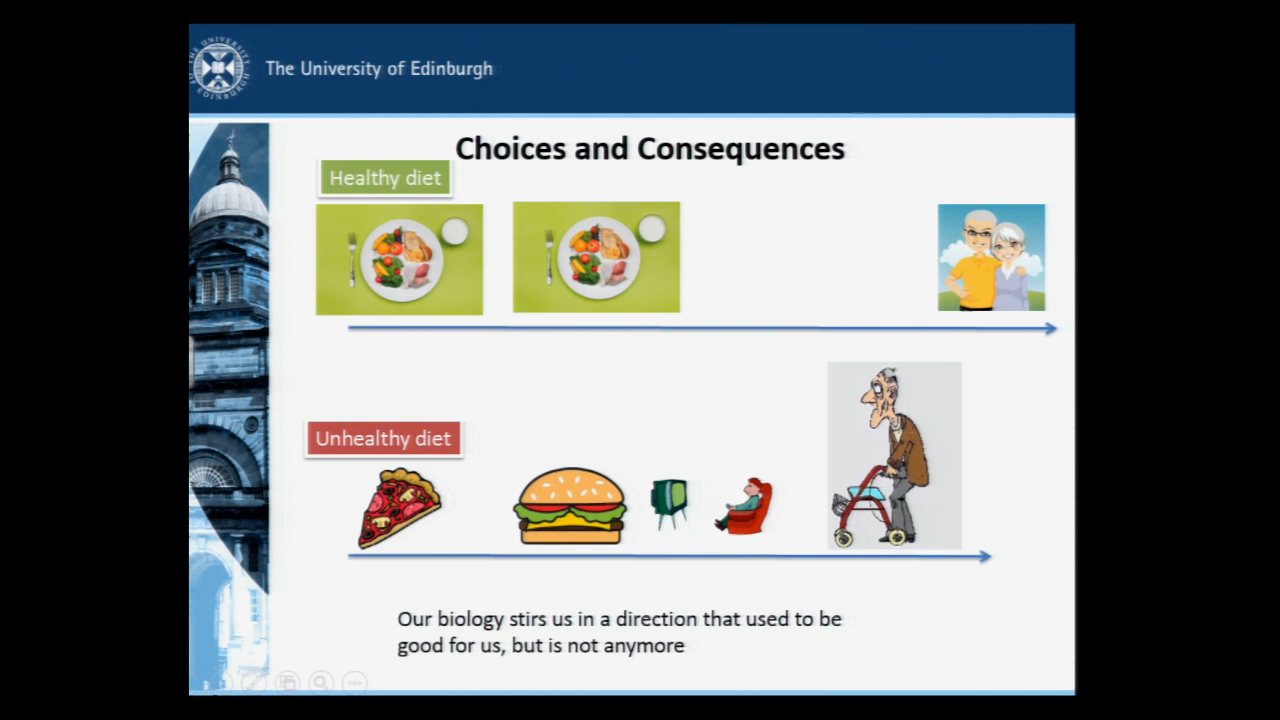 The University of Edinburgh
Choices and Consequences
Healthy diet
Unhealthy diet
Our biology stirs us in a direction that used to be
good for us, but is not anymore